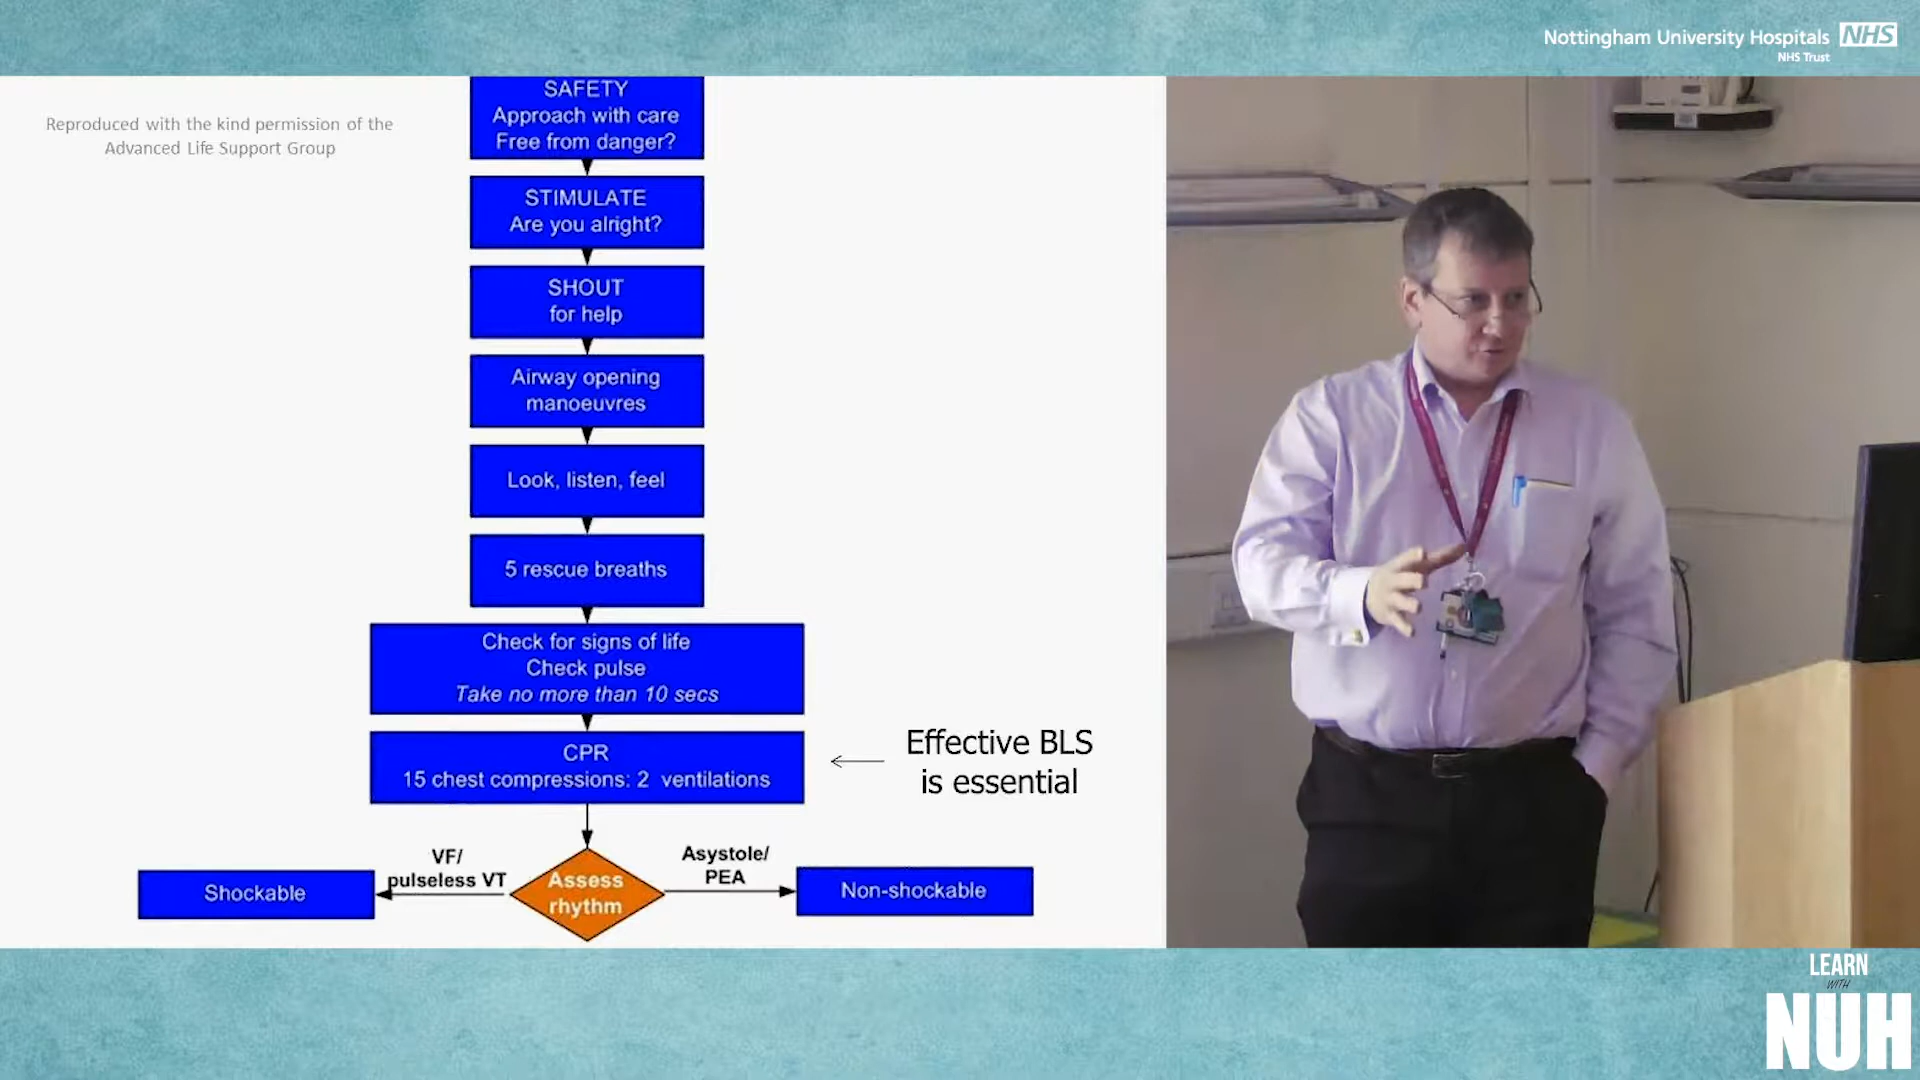 Nottingham University Hospitals NHS
NHS Trust
Reproduced with the kind permission of the
Advanced Life Support Group
SAFETY
Approach with care
Free from danger?
STIMULATE
Are you alright?
SHOUT
for help
Airway opening
manoeuvres
Look, listen, feel
5 rescue breaths
Check for signs of life
Check pulse
Take no more than 10 secs
CPR
15 chest compressions: 2 ventilations
Effective BLS
is essential
VF/
pulseless VT
Asystole/
PEA
Shockable
Assess
rhythm
Non-shockable
LEARN
WITH
NUH